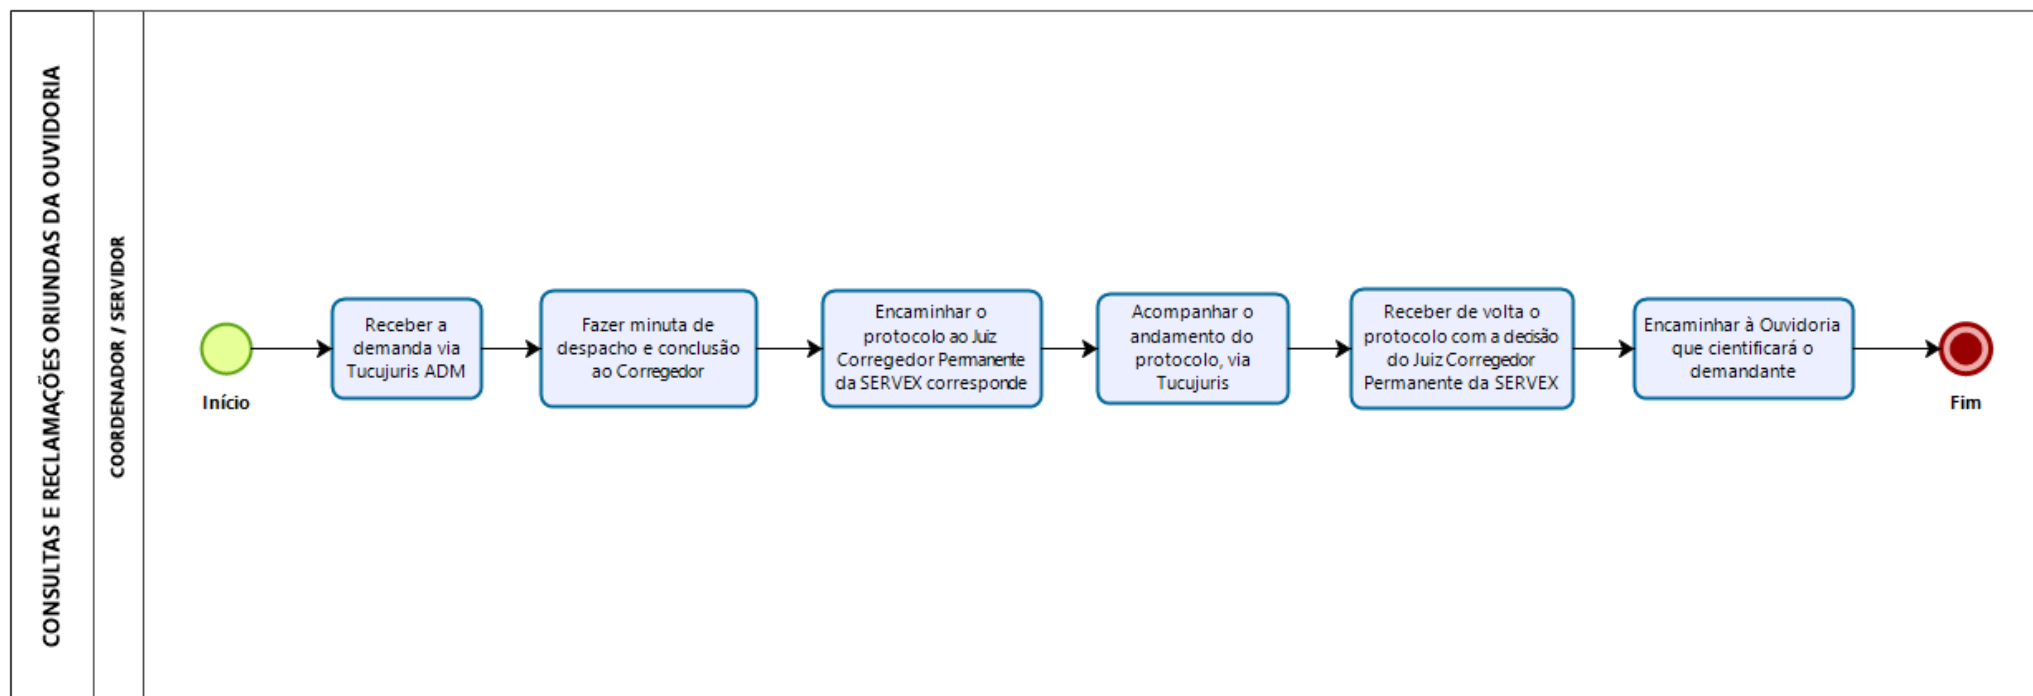 CONSULTAS E RECLAMAÇÕES ORIUNDAS DA OUVIDORIA
COORDENADOR / SERVIDOR
Início
Receber a
demanda via
Tucujuris ADM
Fazer minuta de
despacho e conclusão
ao Corregedor
Encaminhar o
protocolo ao Juiz
Corregedor Permanente
da SERVEX corresponde
Acompanhar o
andamento do
protocolo, via
Tucujuris
Receber de volta o
protocolo com a decisão
do Juiz Corregedor
Permanente da SERVEX
Encaminhar à Ouvidoria
que cientificará o
demandante
Fim